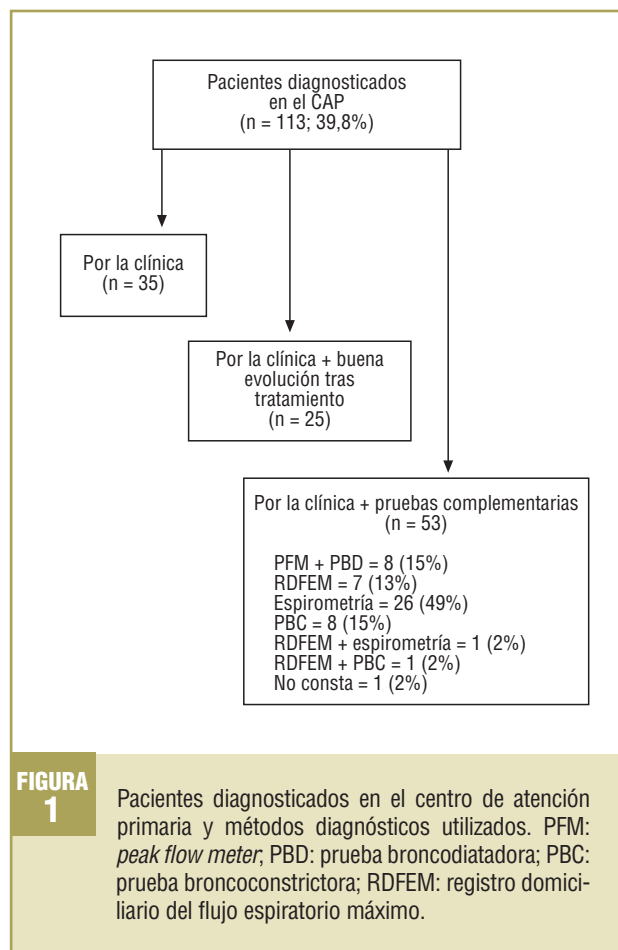 Pacientes diagnosticados
en el CAP
(n = 113; 39,8%)
Por la clínica
(n = 35)
Por la clínica + buena
evolución tras
tratamiento
(n = 25)
Por la clínica + pruebas complementarias
(n = 53)
PFM + PBD = 8 (15%)
RDFEM = 7 (13%)
Espirometría = 26 (49%)
PBC = 8 (15%)
RDFEM + espirometría = 1 (2%)
RDFEM + PBC = 1 (2%)
No consta = 1 (2%)
FIGURA
1
Pacientes diagnosticados en el centro de atención
primaria y métodos diagnósticos utilizados. PFM:
peak flow meter; PBD: prueba broncodiatadora; PBC:
prueba broncoconstrictora; RDFEM: registro domici-
liario del flujo espiratorio máximo.